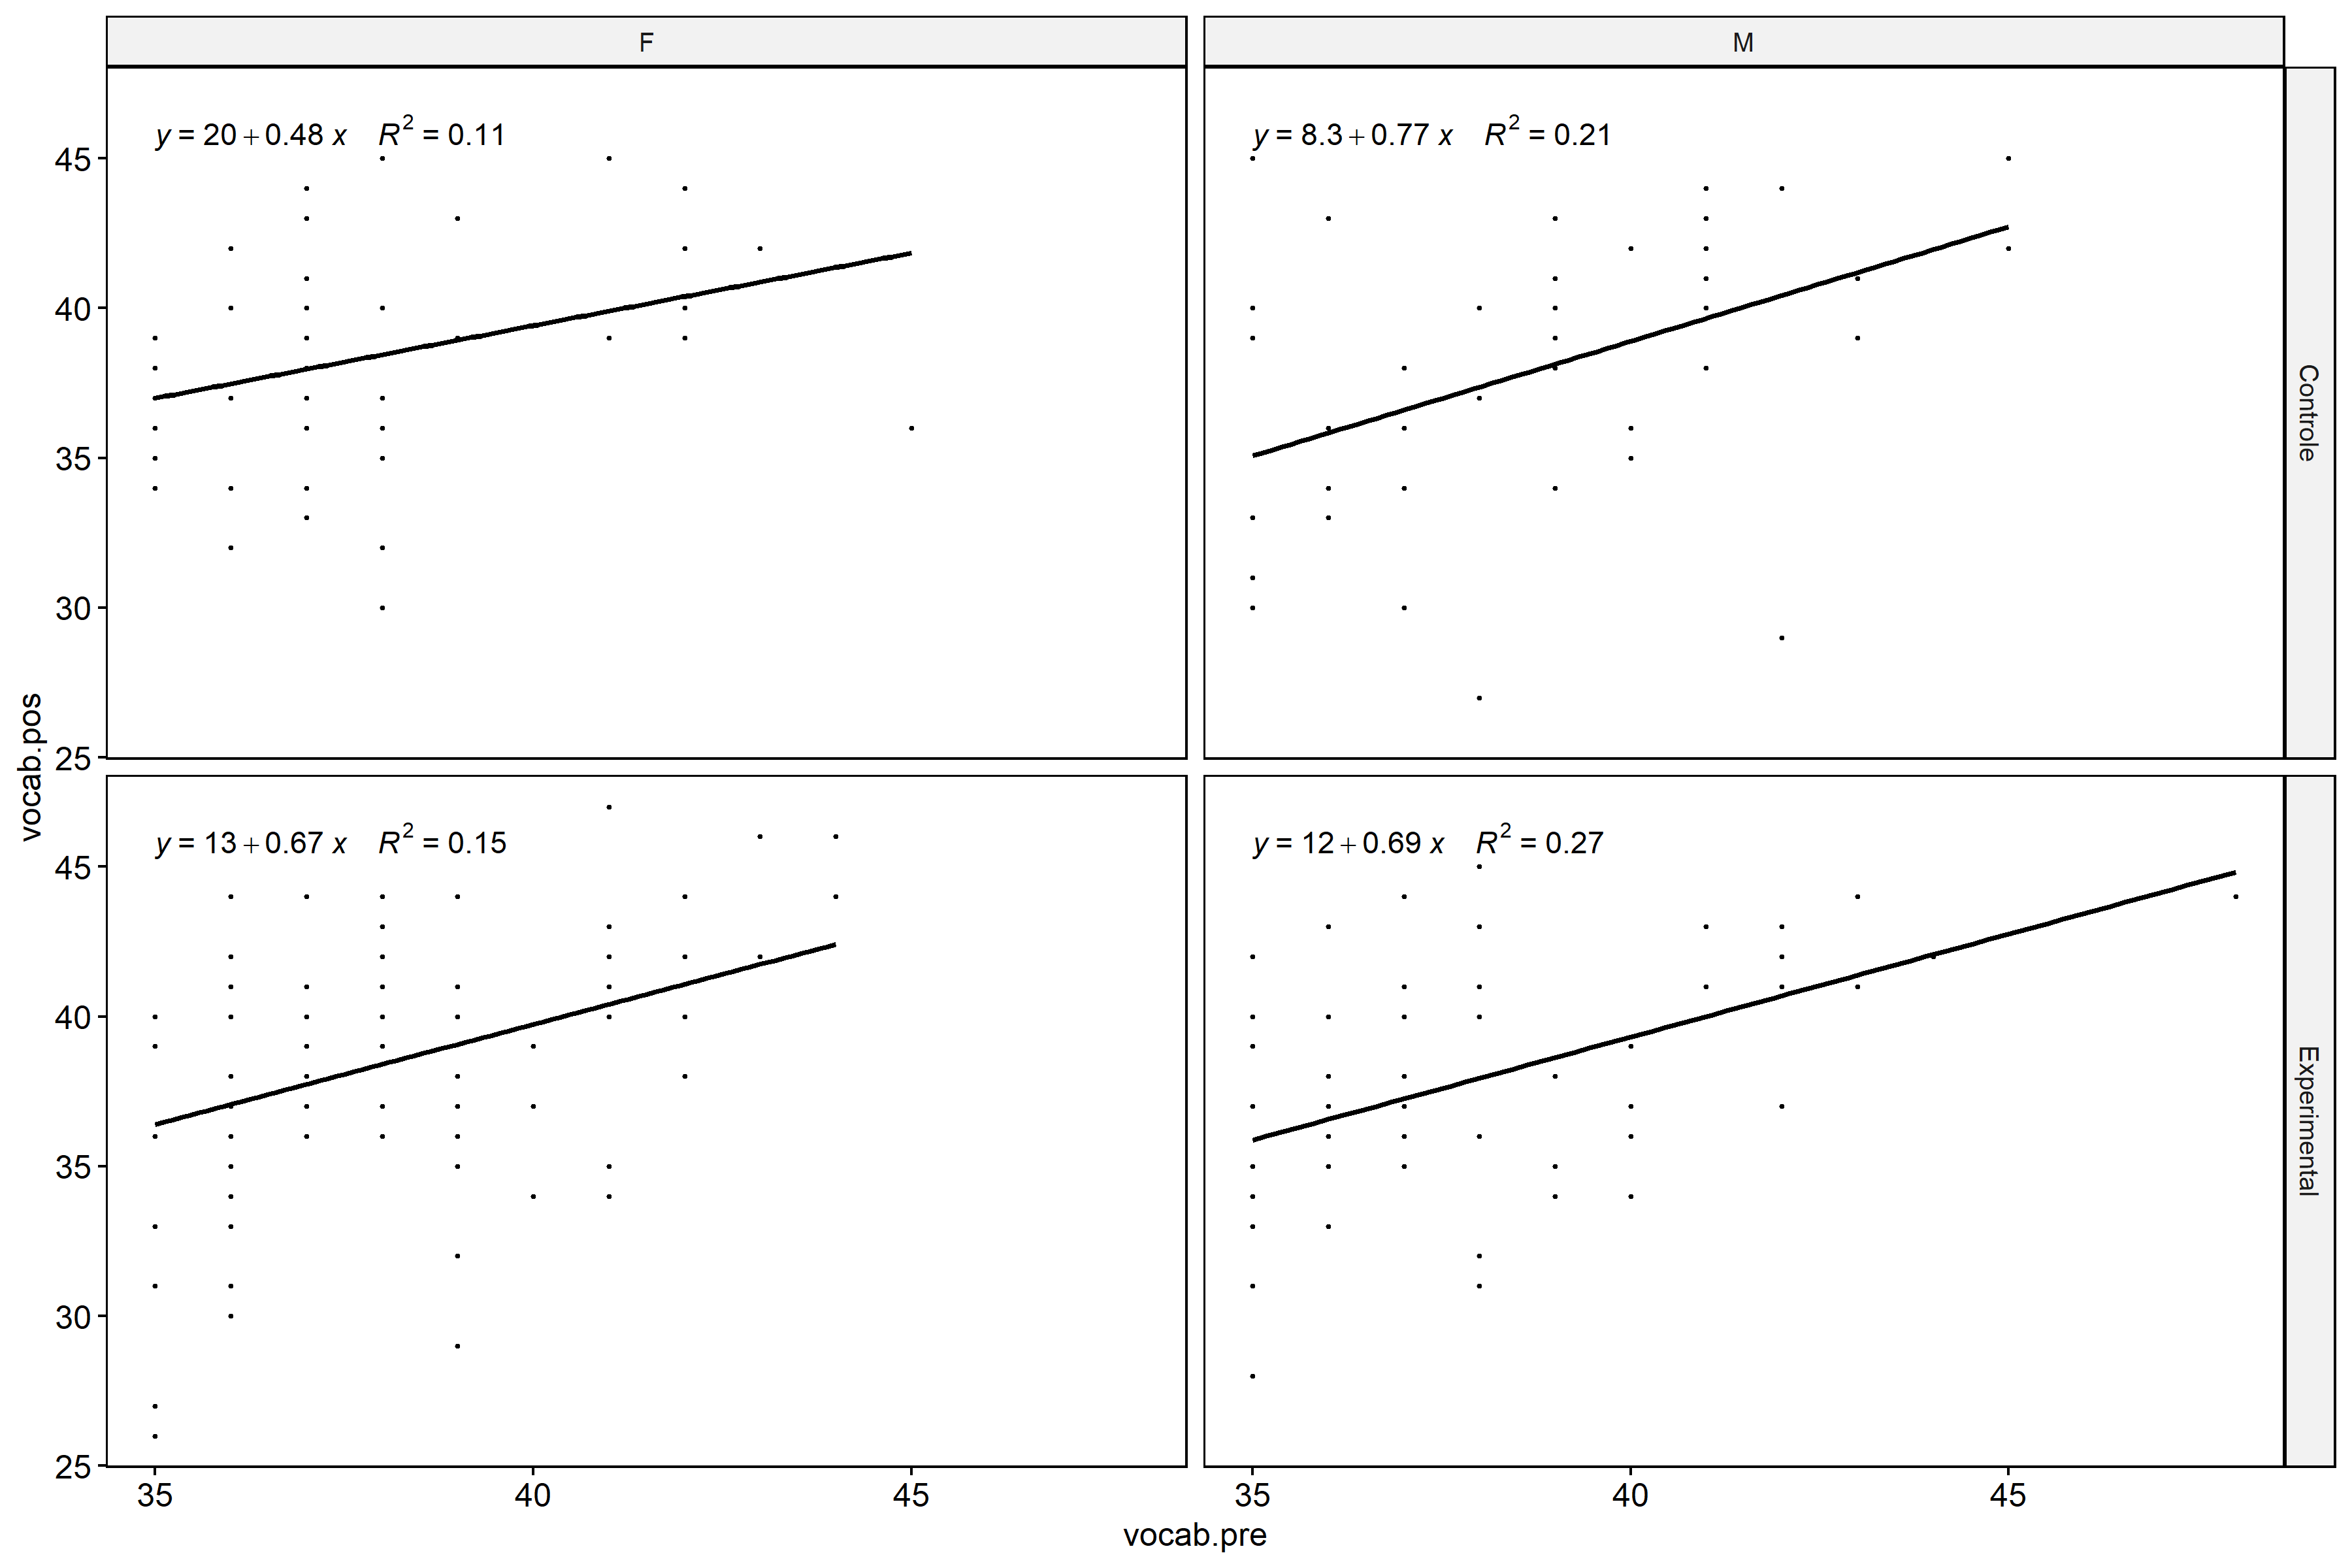 F
M
y = 20 + 0.48 x R² = 0.11
y = 8.3 + 0.77 x R² = 0.21
45
40
35
30
25
Controle
vocab.pos
y = 13 + 0.67 x R² = 0.15
y = 12 + 0.69 x R² = 0.27
45
40
35
30
25
Experimental
35 40 45
35 40 45
vocab.pre